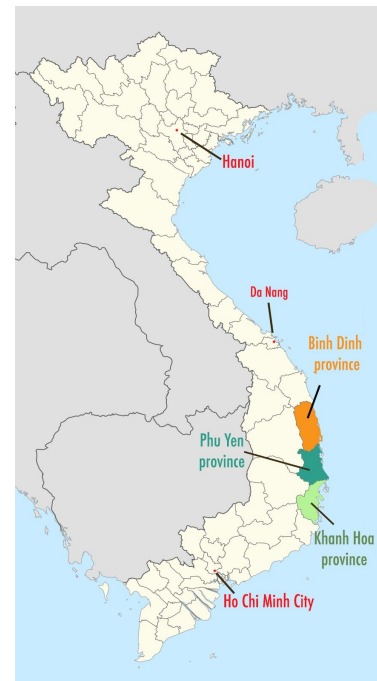 Hanoi
Da Nang
Binh Dinh
province
Phu Yen
province
Khanh Hoa
province
Ho Chi Minh City